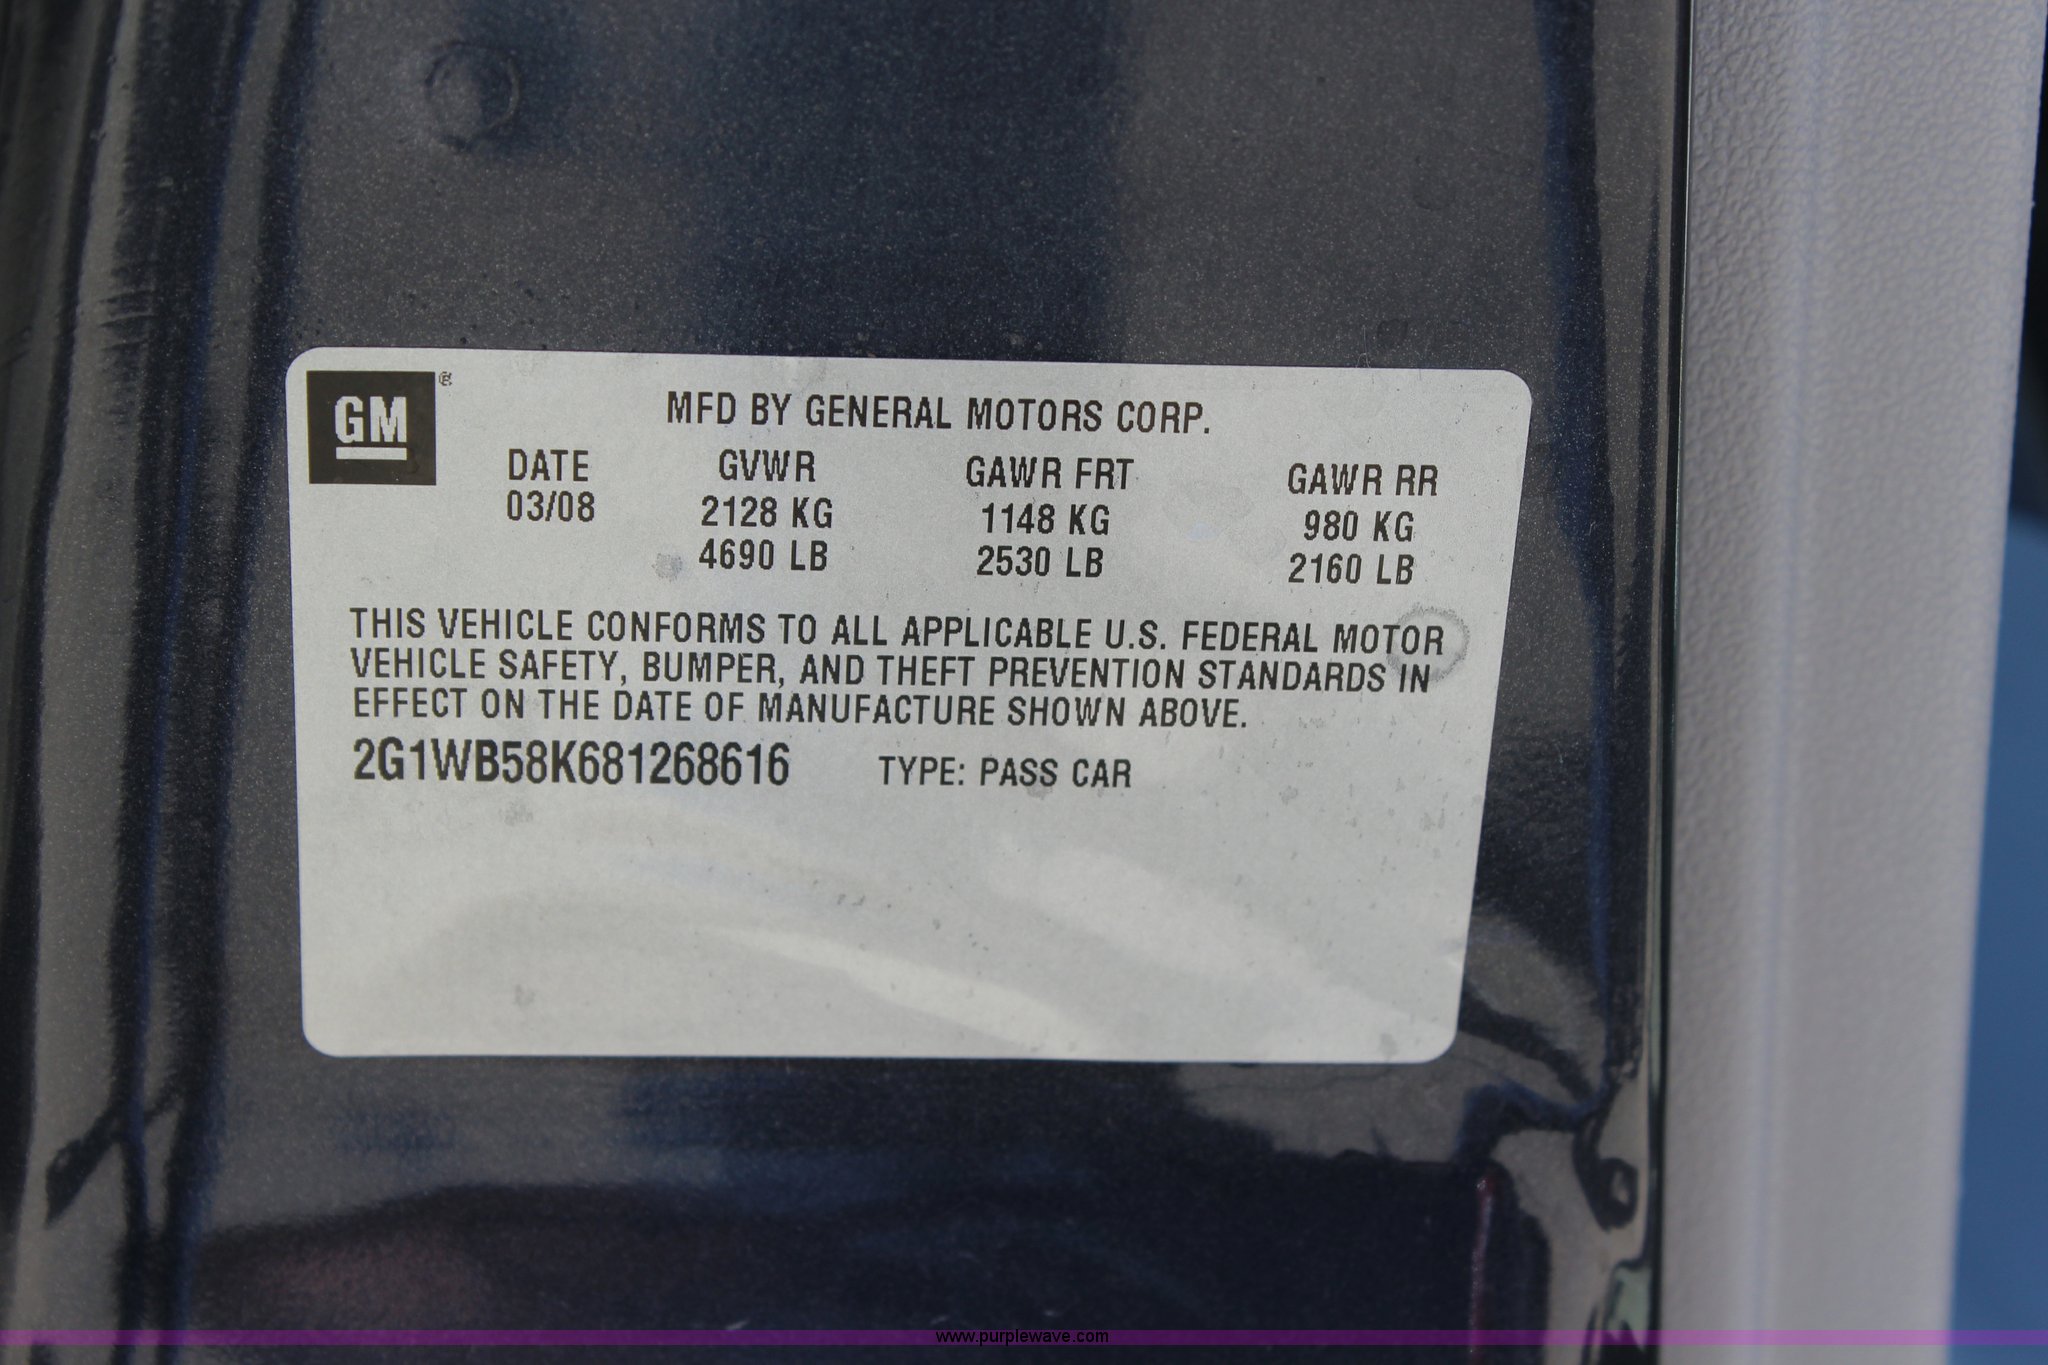 GM ®
MFD BY GENERAL MOTORS CORP.
DATE GVWR GAWR FRT GAWR RR
03/08 2128 KG 1148 KG 980 KG
4690 LB 2530 LB 2160 LB
THIS VEHICLE CONFORMS TO ALL APPLICABLE U.S. FEDERAL MOTOR
VEHICLE SAFETY, BUMPER, AND THEFT PREVENTION STANDARDS IN
EFFECT ON THE DATE OF MANUFACTURE SHOWN ABOVE.
2G1WB58K681268616 TYPE: PASS CAR
www.purplewave.com